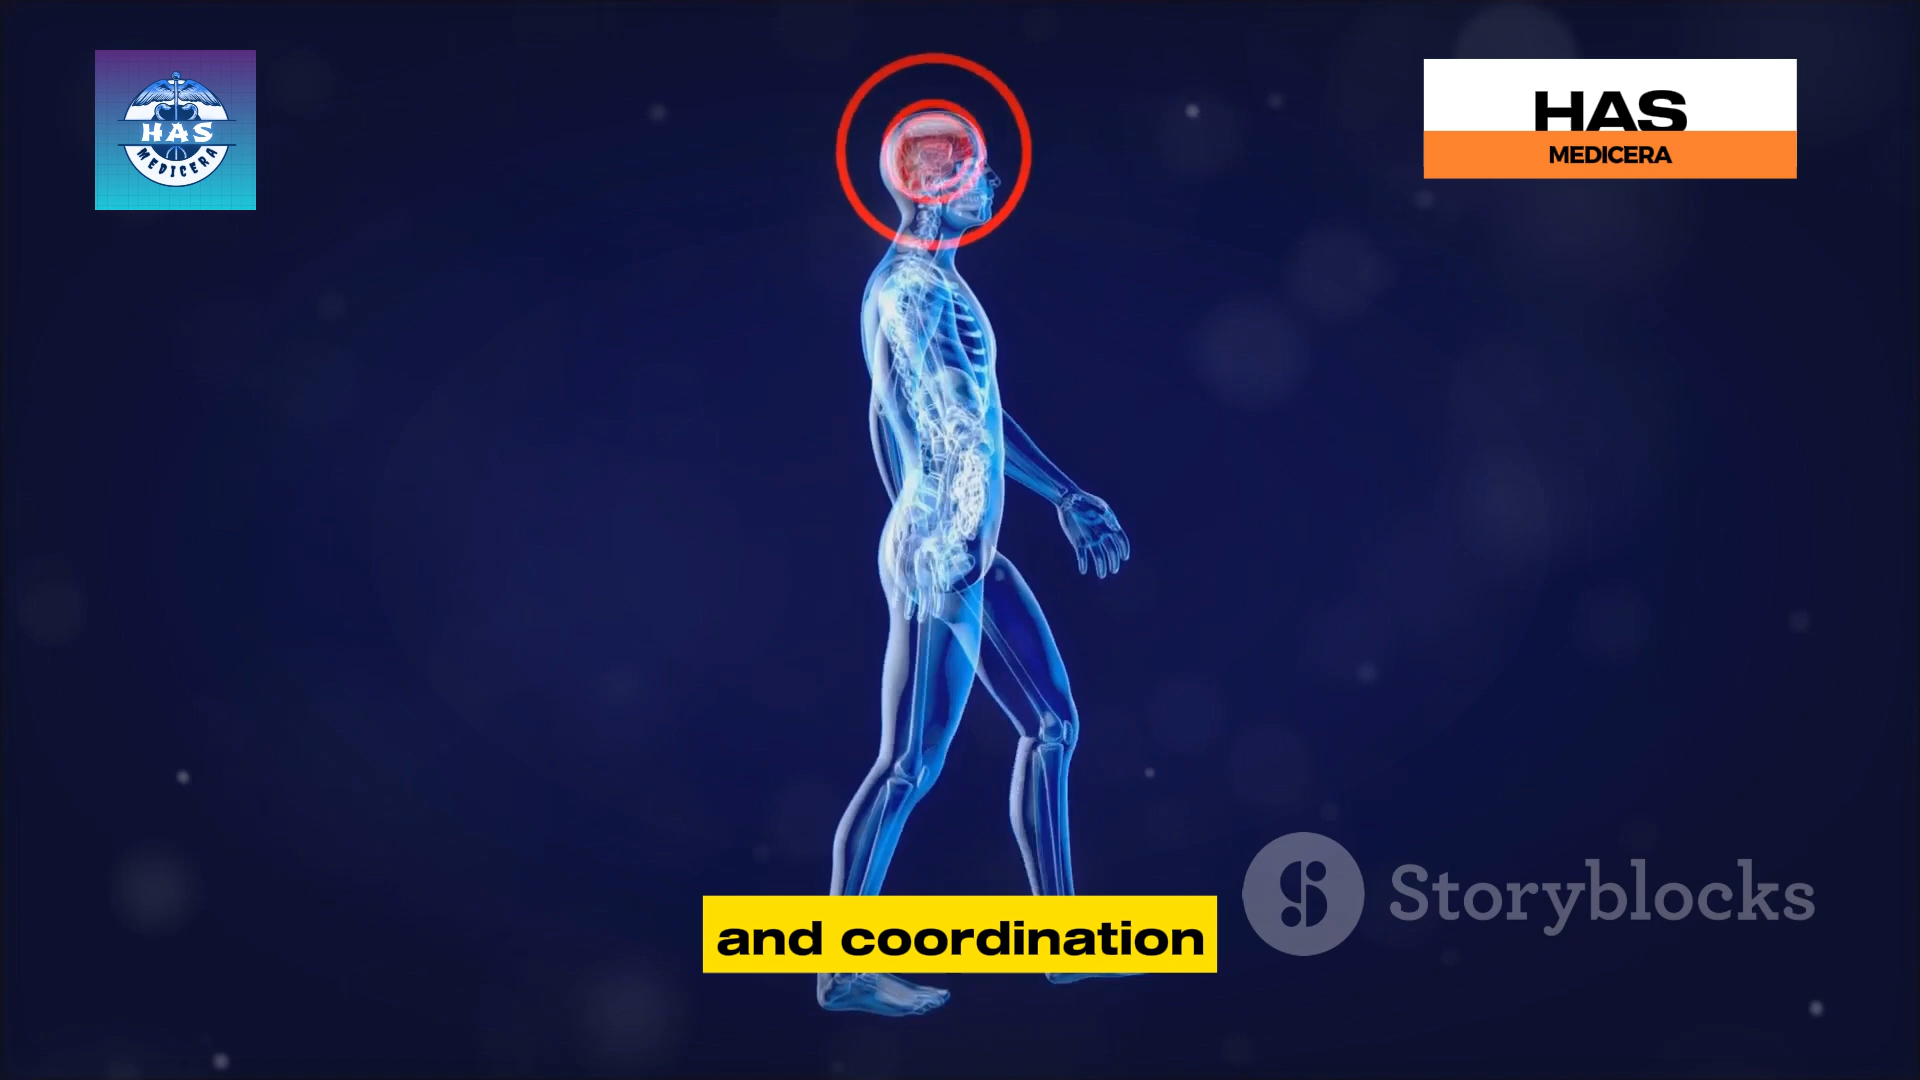 HAS
MEDICERA
HAS
MEDICERA
and coordination
Storyblocks